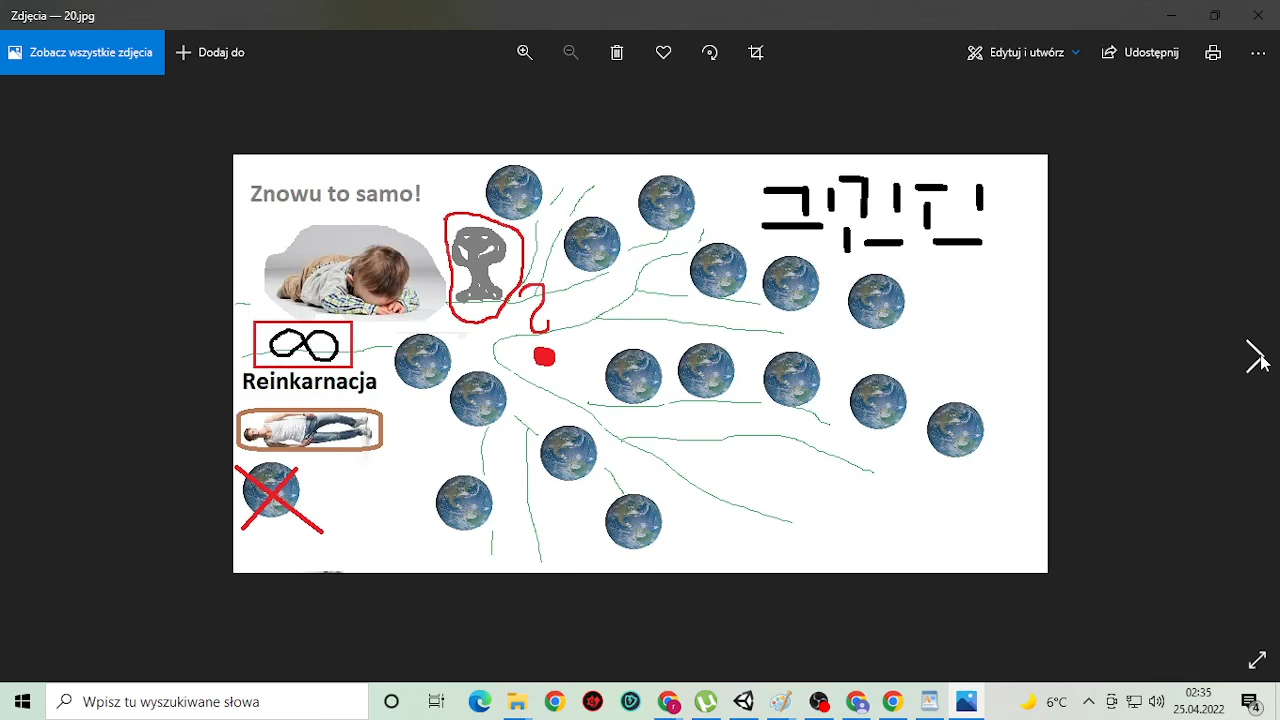 Zdjęcia — 20.jpg
Zobacz wszystkie zdjęcia
Dodaj do
Edytuj i utwórz
Udostępnij
Znowu to samo!
?
Reinkarnacja
Wpisz tu wyszukiwane słowa
6°C
02:35
25.04.2022
4